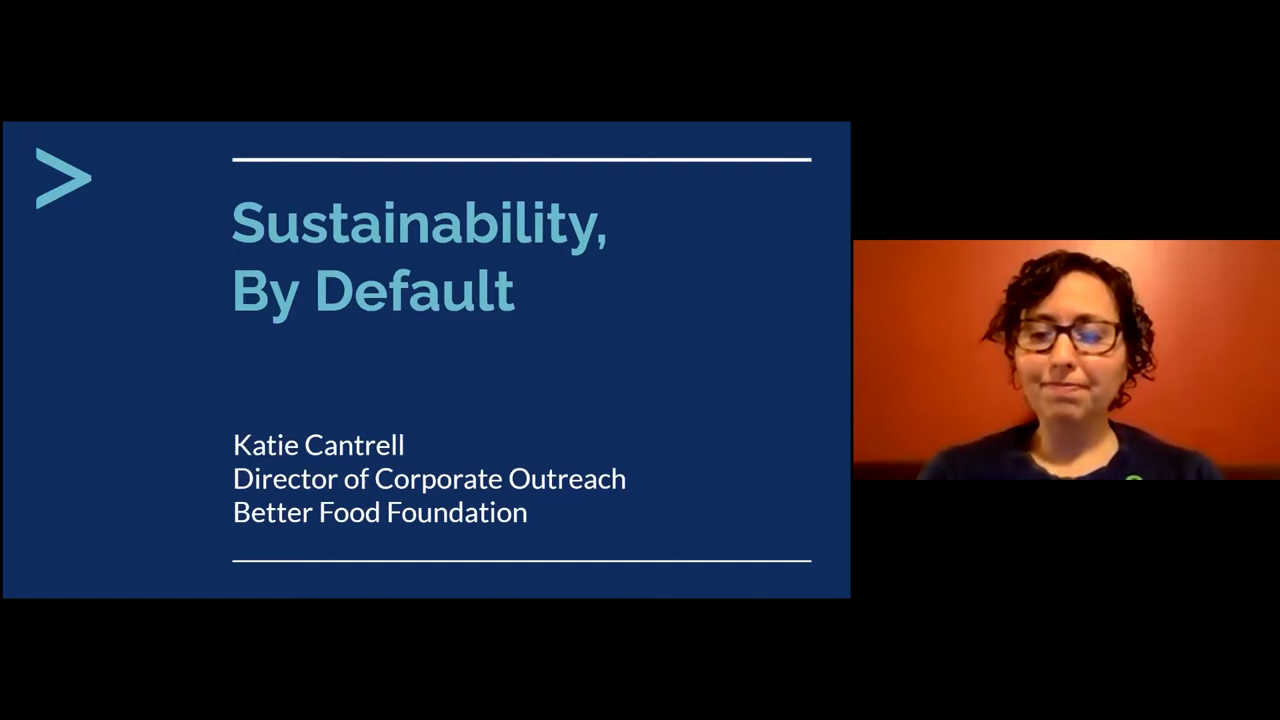 >
Sustainability,
By Default
Katie Cantrell
Director of Corporate Outreach
Better Food Foundation